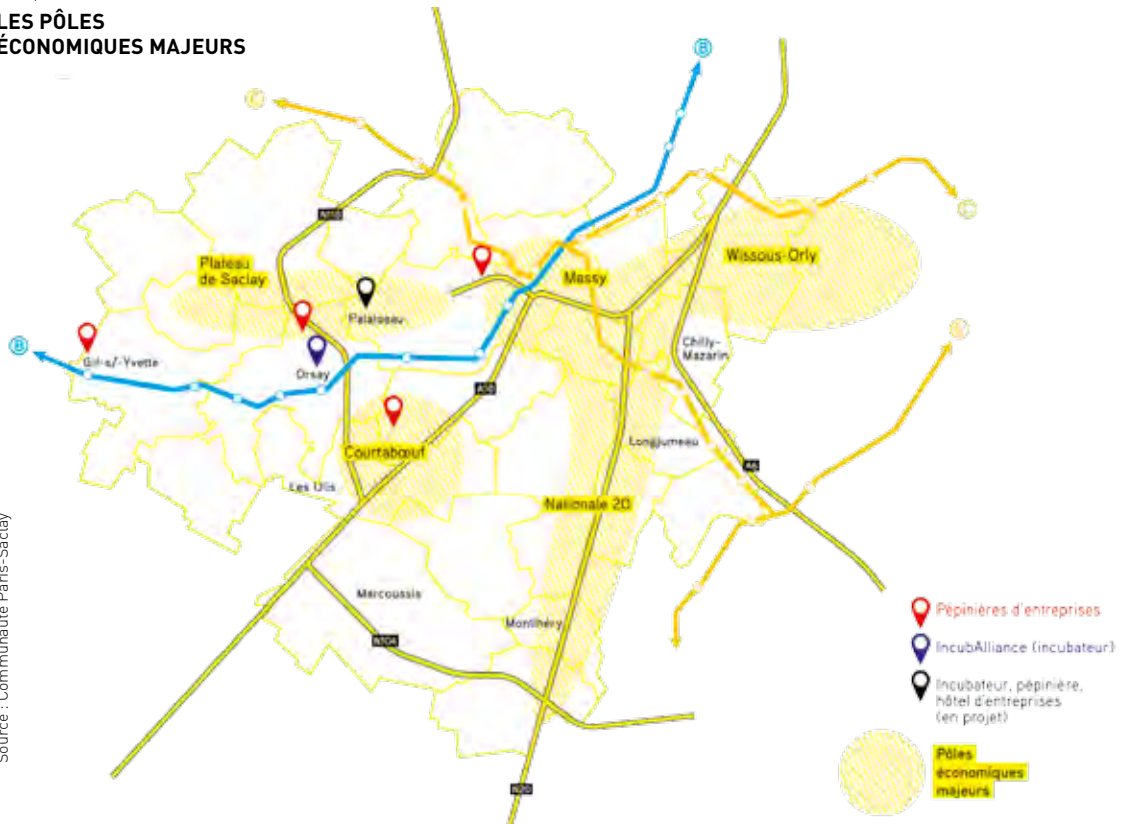 LES PÔLES
ÉCONOMIQUES MAJEURS
B
C
N118
Wissous-Orly
C
Plateau
de Saclay
Massy
Palaiseau
Chilly-
Mazarin
B
Gif-s/-Yvette
Orsay
A10
Courtabœuf
Longjumeau
A6
Les Ulis
Nationale 20
Marcoussis
Montlhéry
N104
N20
Pépinières d'entreprises
IncubAlliance (incubateur)
Incubateur, pépinière,
hôtel d'entreprises
(en projet)
Pôles
économiques
majeurs
Source : Communauté Paris-Saclay